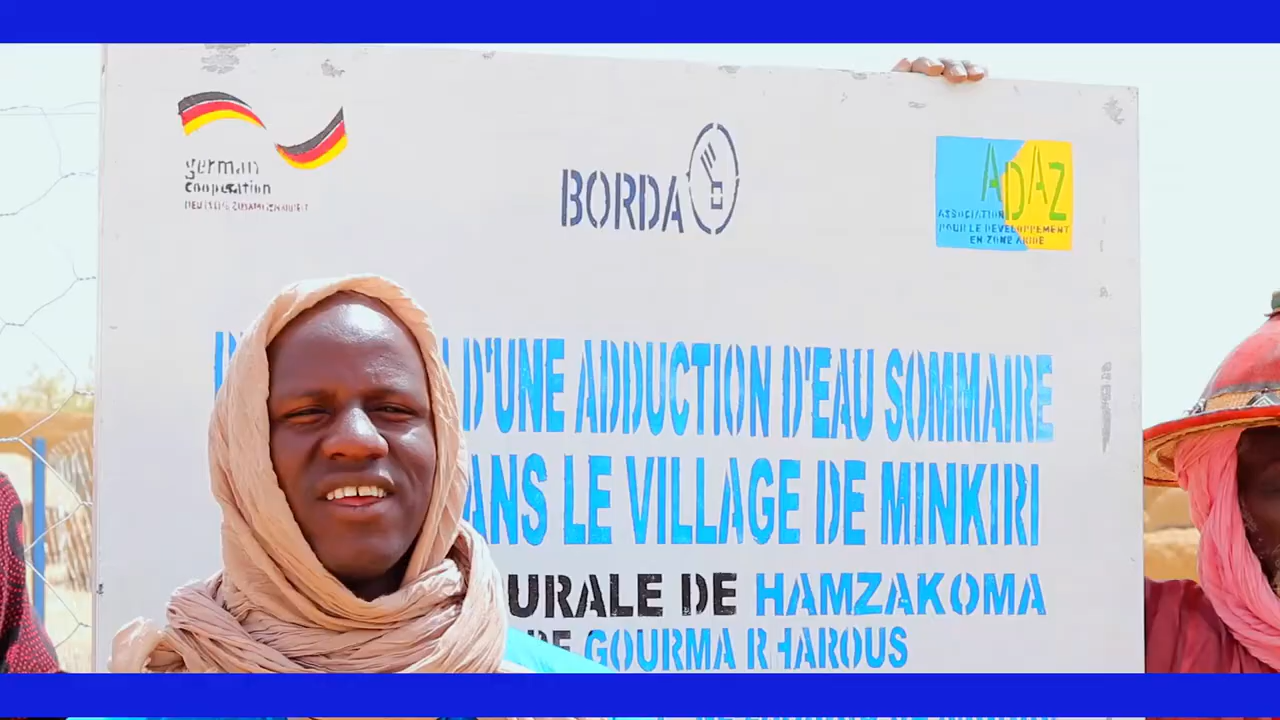 german
cooperation
BORDA
ADAZ
ASSOCIATION
POUR LE DEVELOPPEMENT
EN ZONE ARIDE
D'UNE ADDUCTION D'EAU SOMMAIRE
ANS LE VILLAGE DE MINKIRI
URALE DE HAMZAKOMA
DE GOURMA RHAROUS